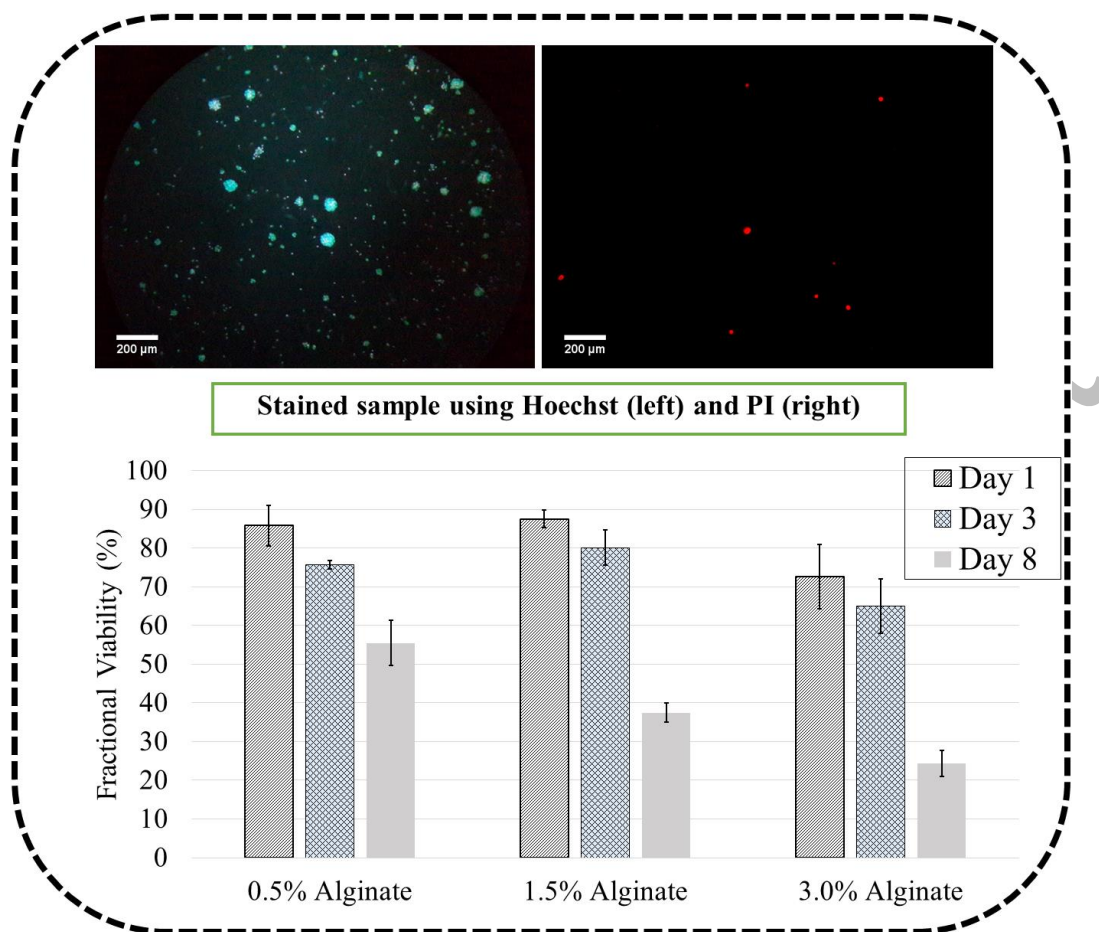 200 µm
200 µm
Stained sample using Hoechst (left) and PI (right)
Fractional Viability (%)
100
90
80
70
60
50
40
30
20
10
0
Day 1
Day 3
Day 8
0.5% Alginate
1.5% Alginate
3.0% Alginate